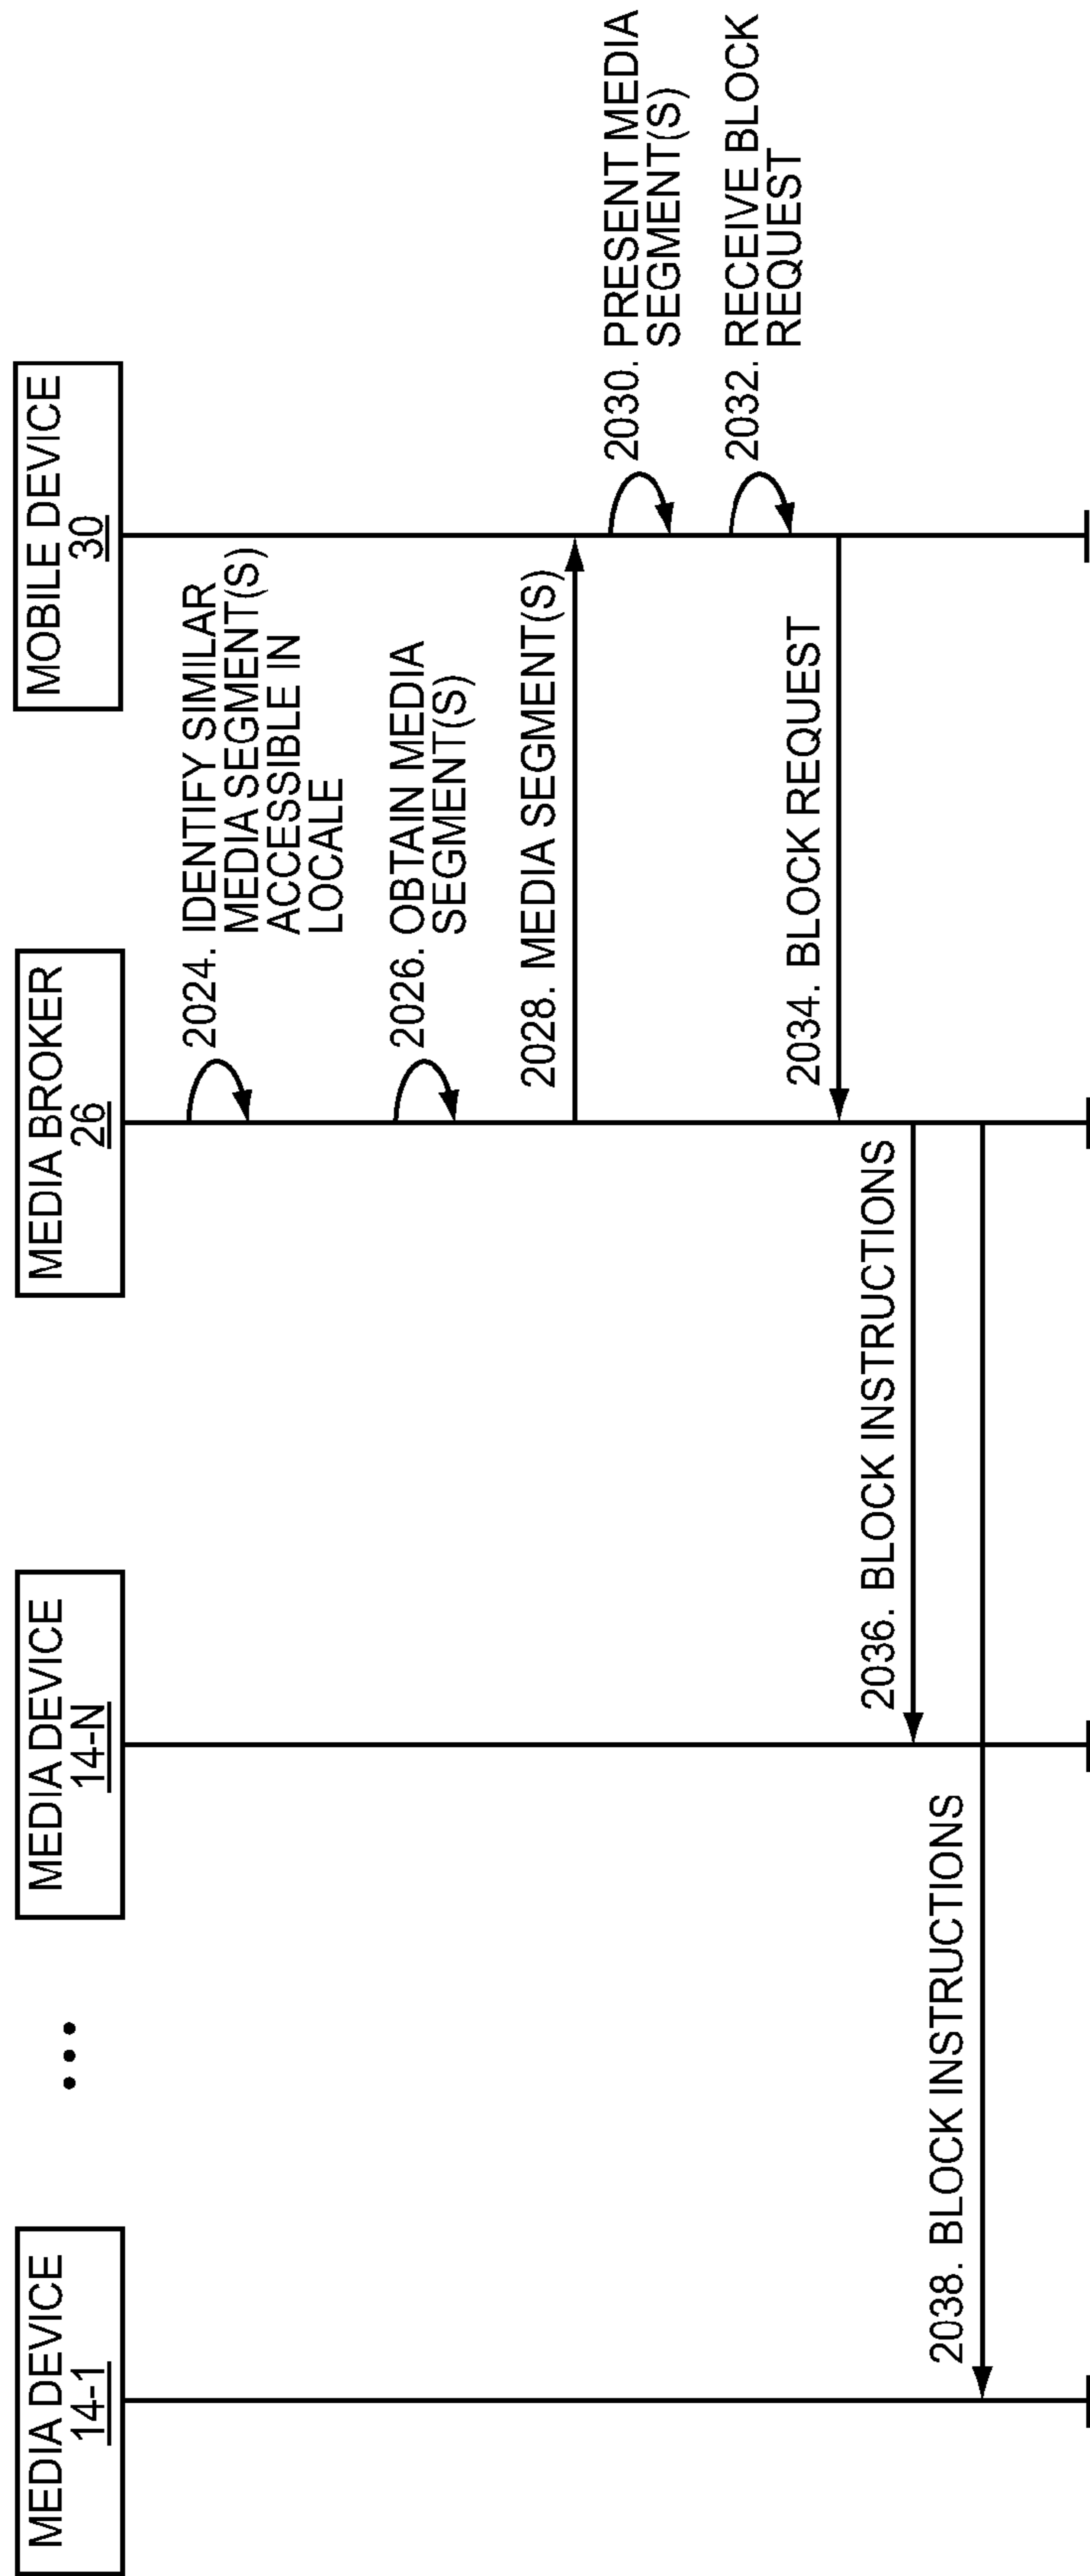 MEDIA DEVICE
14-1
• • •
MEDIA DEVICE
14-N
MEDIA BROKER
26
MOBILE DEVICE
30
2024. IDENTIFY SIMILAR
MEDIA SEGMENT(S)
ACCESSIBLE IN
LOCALE
2026. OBTAIN MEDIA
SEGMENT(S)
2028. MEDIA SEGMENT(S)
2030. PRESENT MEDIA
SEGMENT(S)
2032. RECEIVE BLOCK
REQUEST
2034. BLOCK REQUEST
2036. BLOCK INSTRUCTIONS
2038. BLOCK INSTRUCTIONS